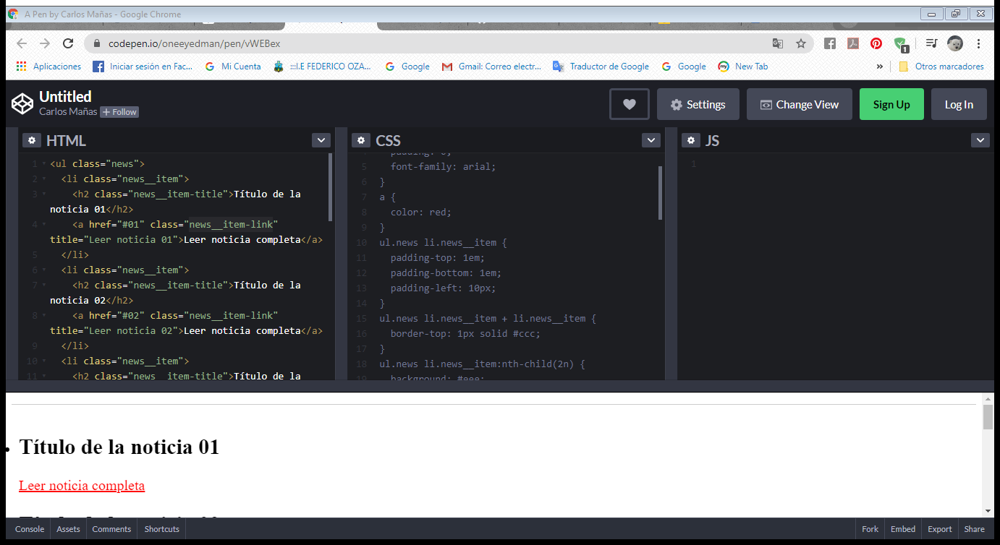 A Pen by Carlos Mañas - Google Chrome
codepen.io/oneeyedman/pen/vWEBex
1
Aplicaciones
Iniciar sesión en Fac...
Mi Cuenta
:::I.E FEDERICO OZA...
Google
Gmail: Correo electr...
Traductor de Google
Google
New Tab
»
Otros marcadores
Untitled
Carlos Mañas
+ Follow
Settings
Change View
Sign Up
Log In
HTML
1 <ul class="news">
2 <li class="news__item">
3 <h2 class="news__item-title">Título de la
noticia 01</h2>
4 <a href="#01" class="news__item-link"
title="Leer noticia 01">Leer noticia completa</a>
5 </li>
6 <li class="news__item">
7 <h2 class="news__item-title">Título de la
noticia 02</h2>
8 <a href="#02" class="news__item-link"
title="Leer noticia 02">Leer noticia completa</a>
9 </li>
10 <li class="news__item">
11 <h2 class="news__item-title">Título de la
CSS
4 padding: 0;
5 font-family: arial;
6 }
7 a {
8 color: red;
9 }
10 ul.news li.news__item {
11 padding-top: 1em;
12 padding-bottom: 1em;
13 padding-left: 10px;
14 }
15 ul.news li.news__item + li.news__item {
16 border-top: 1px solid #ccc;
17 }
18 ul.news li.news__item:nth-child(2n) {
19 background: #eee;
JS
1
Título de la noticia 01
Leer noticia completa
Console
Assets
Comments
Shortcuts
Fork
Embed
Export
Share